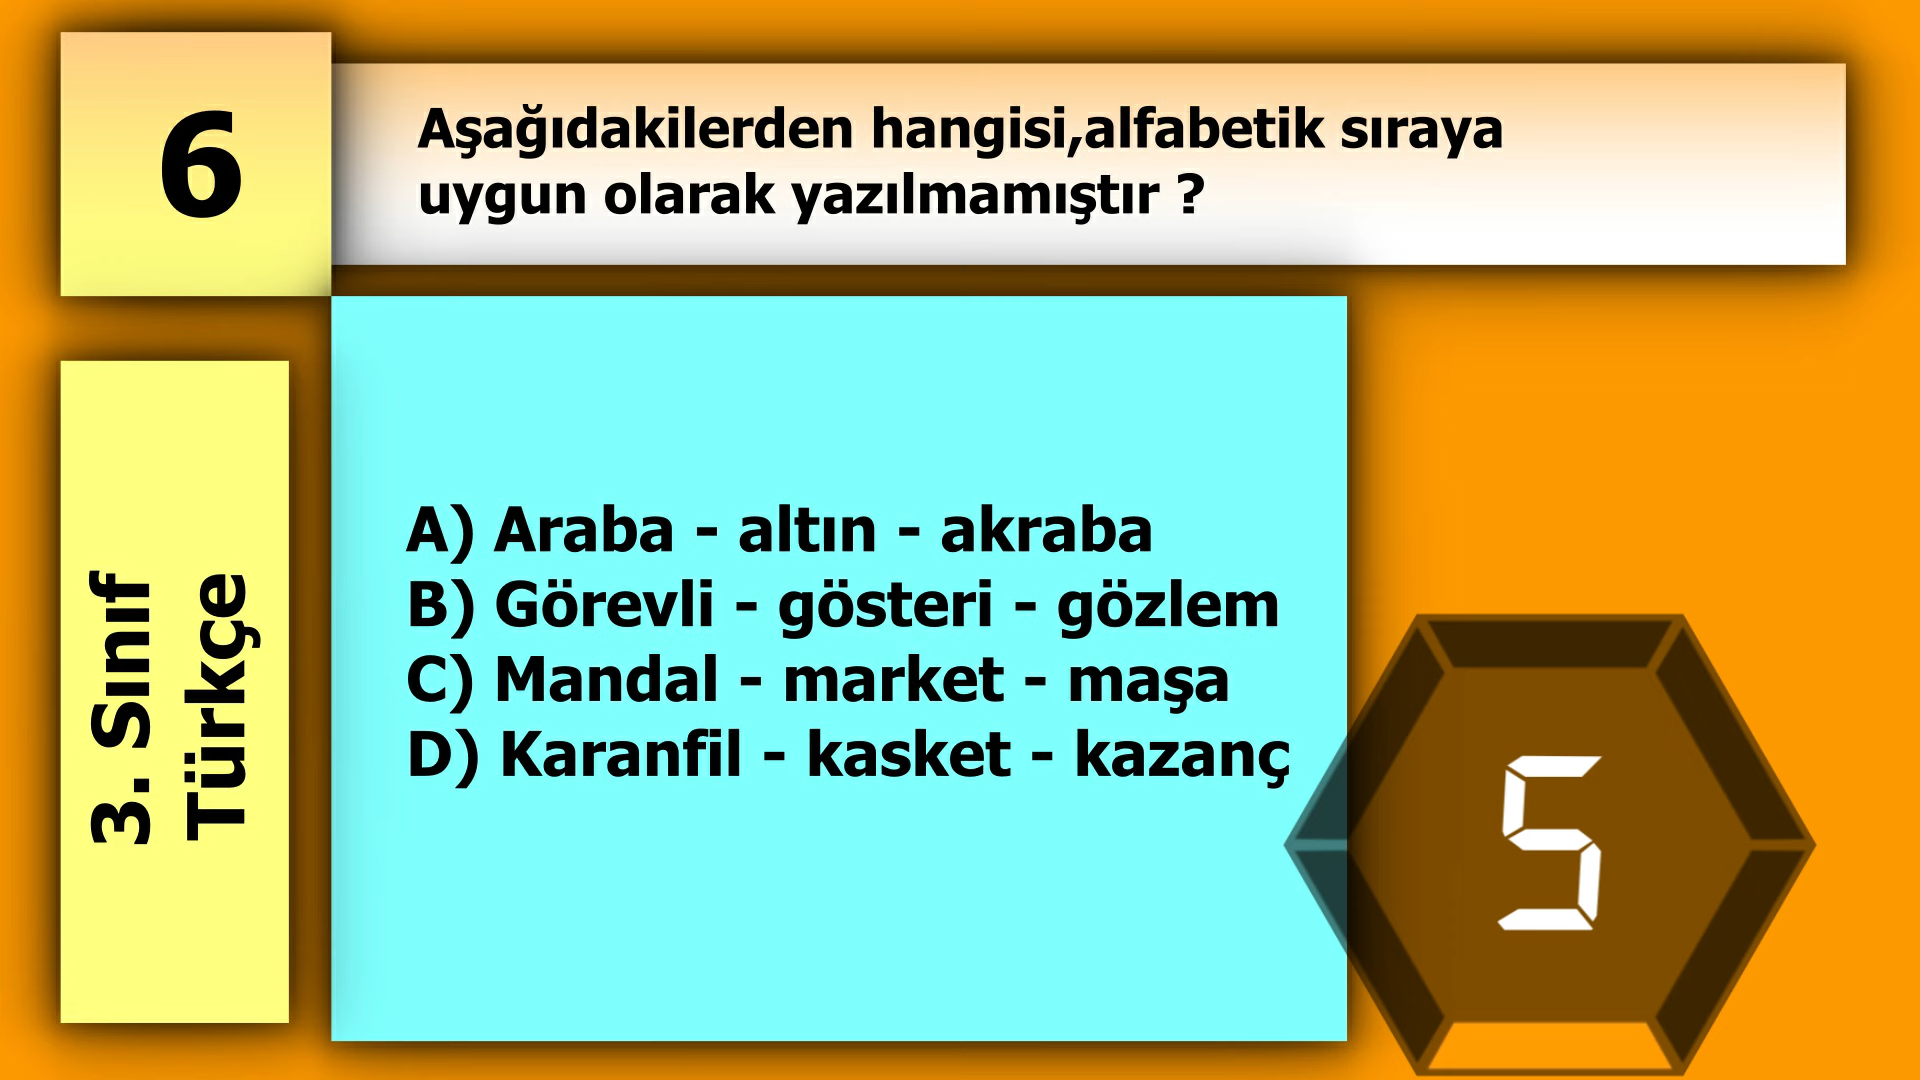 6
Aşağıdakilerden hangisi,alfabetik sıraya
uygun olarak yazılmamıştır ?
3. Sınıf
Türkçe
A) Araba - altın - akraba
B) Görevli - gösteri - gözlem
C) Mandal - market - maşa
D) Karanfil - kasket - kazanç
5